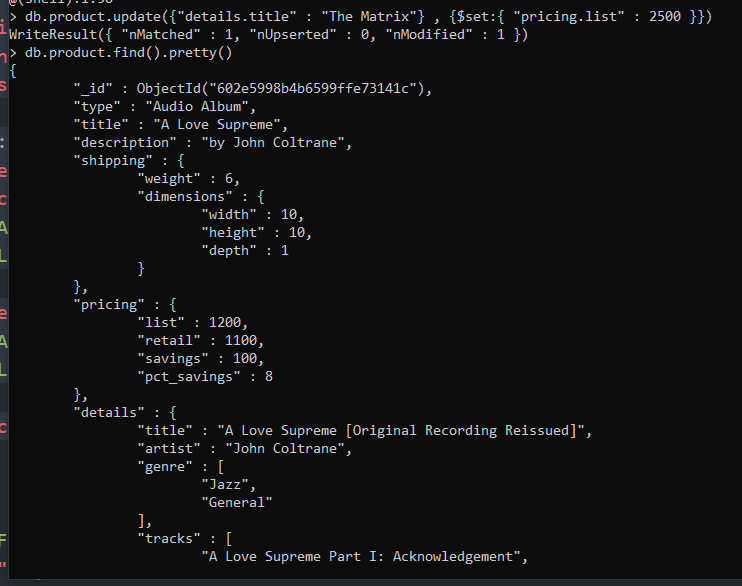 @(shell):1:50
> db.product.update({"details.title" : "The Matrix"} , {$set:{ "pricing.list" : 2500 }})
WriteResult({ "nMatched" : 1, "nUpserted" : 0, "nModified" : 1 })
> db.product.find().pretty()
{
"_id" : ObjectId("602e5998b4b6599ffe73141c"),
"type" : "Audio Album",
"title" : "A Love Supreme",
"description" : "by John Coltrane",
"shipping" : {
"weight" : 6,
"dimensions" : {
"width" : 10,
"height" : 10,
"depth" : 1
}
},
"pricing" : {
"list" : 1200,
"retail" : 1100,
"savings" : 100,
"pct_savings" : 8
},
"details" : {
"title" : "A Love Supreme [Original Recording Reissued]",
"artist" : "John Coltrane",
"genre" : [
"Jazz",
"General"
],
"tracks" : [
"A Love Supreme Part I: Acknowledgement",